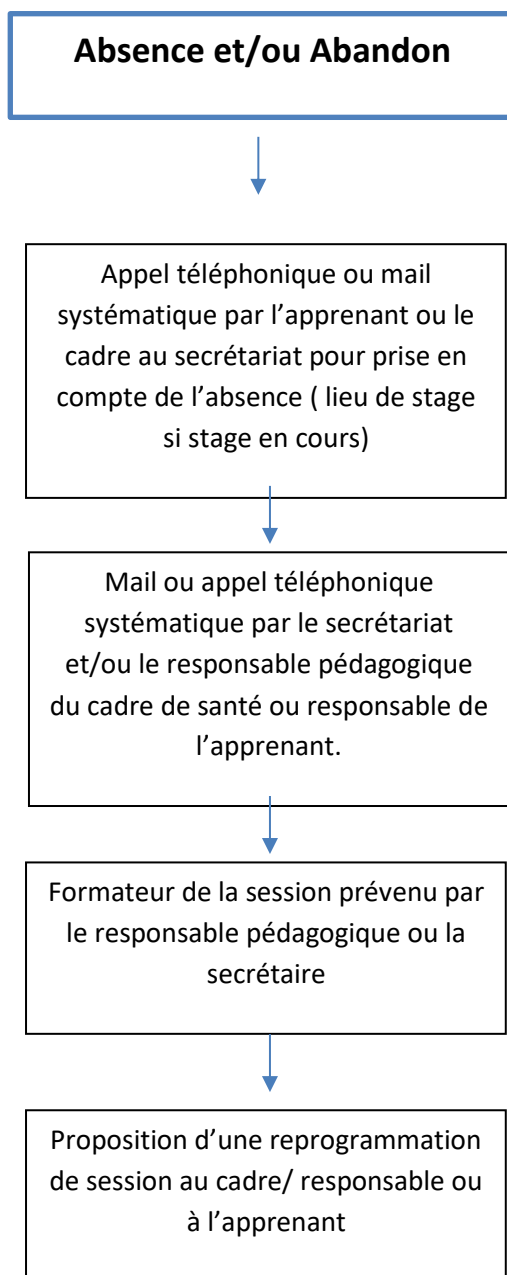 Absence et/ou Abandon
Appel téléphonique ou mail
systématique par l’apprenant ou le
cadre au secrétariat pour prise en
compte de l’absence ( lieu de stage
si stage en cours)
Mail ou appel téléphonique
systématique par le secrétariat
et/ou le responsable pédagogique
du cadre de santé ou responsable de
l’apprenant.
Formateur de la session prévenu par
le responsable pédagogique ou la
secrétaire
Proposition d’une reprogrammation
de session au cadre/ responsable ou
à l’apprenant